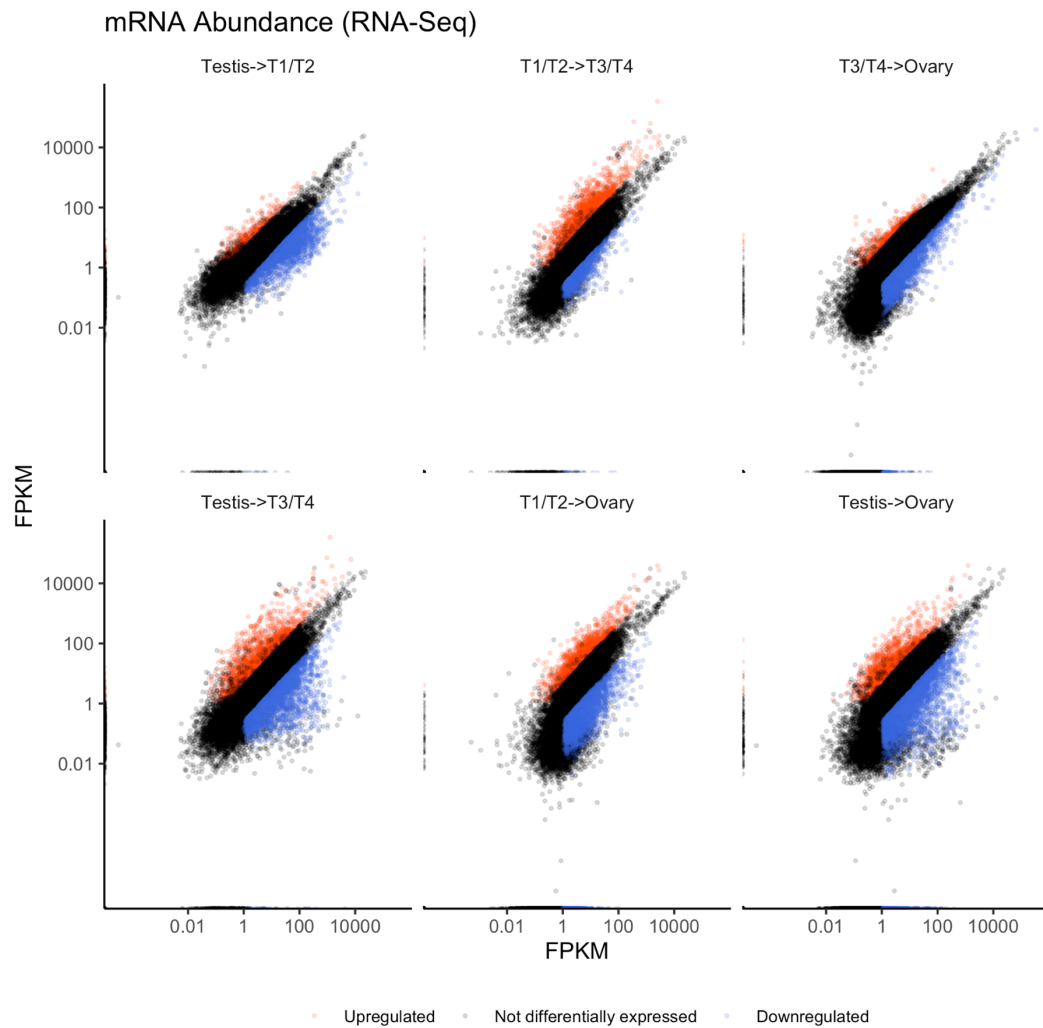 mRNA Abundance (RNA-Seq)
Testis->T1/T2
T1/T2->T3/T4
T3/T4->Ovary
10000
100
1
0.01
FPKM
Testis->T3/T4
T1/T2->Ovary
Testis->Ovary
10000
100
1
0.01
0.01 1 100 10000
0.01 1 100 10000
0.01 1 100 10000
FPKM
Upregulated Not differentially expressed Downregulated